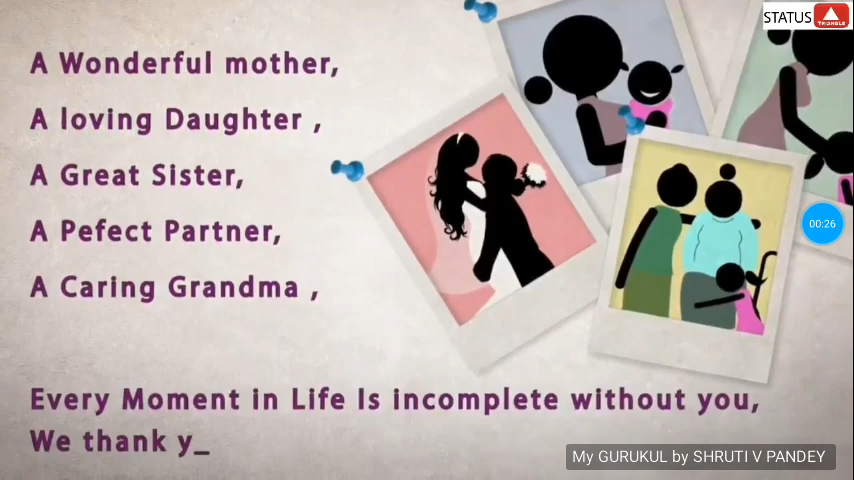 STATUS
TRIANGLE
A Wonderful mother,
A loving Daughter ,
A Great Sister,
A Pefect Partner,
A Caring Grandma ,
00:26
Every Moment in Life Is incomplete without you,
We thank y_
My GURUKUL by SHRUTI V PANDEY